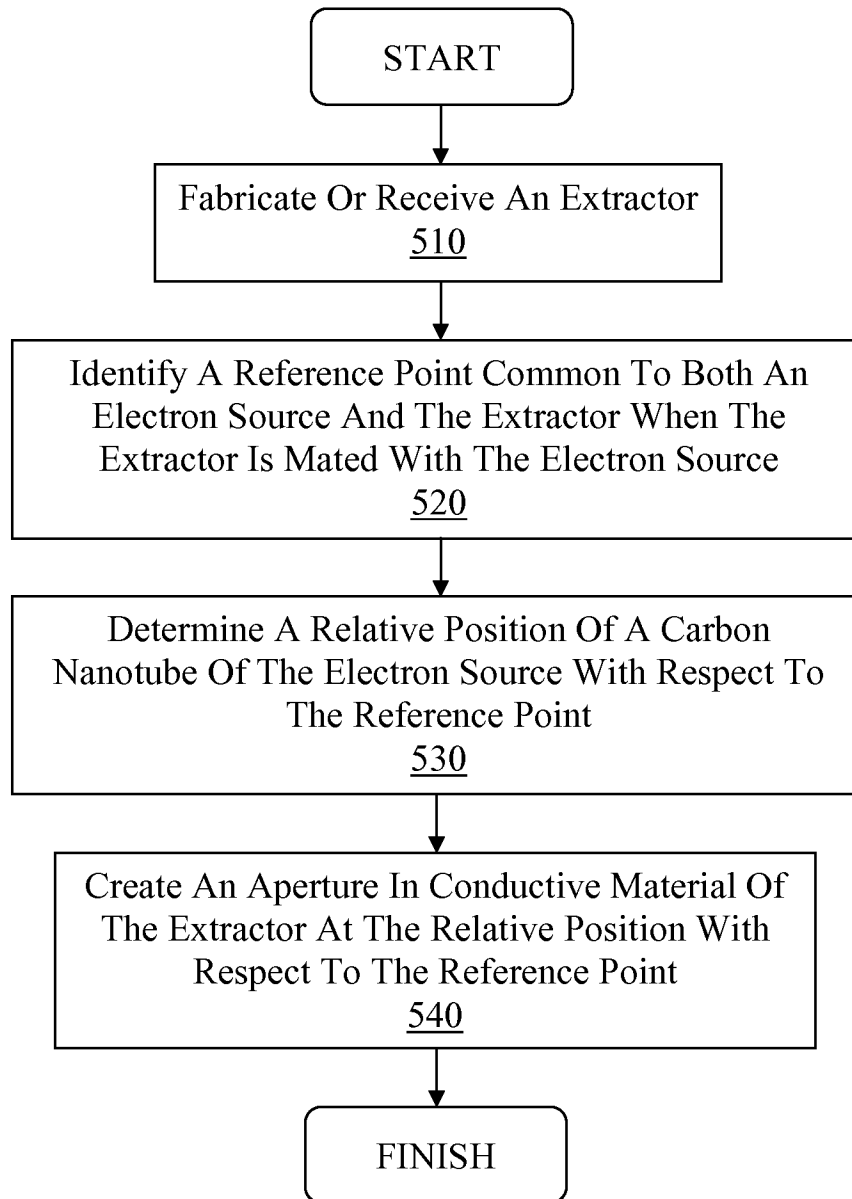 START
Fabricate Or Receive An Extractor
510
Identify A Reference Point Common To Both An
Electron Source And The Extractor When The
Extractor Is Mated With The Electron Source
520
Determine A Relative Position Of A Carbon
Nanotube Of The Electron Source With Respect To
The Reference Point
530
Create An Aperture In Conductive Material Of
The Extractor At The Relative Position With
Respect To The Reference Point
540
FINISH